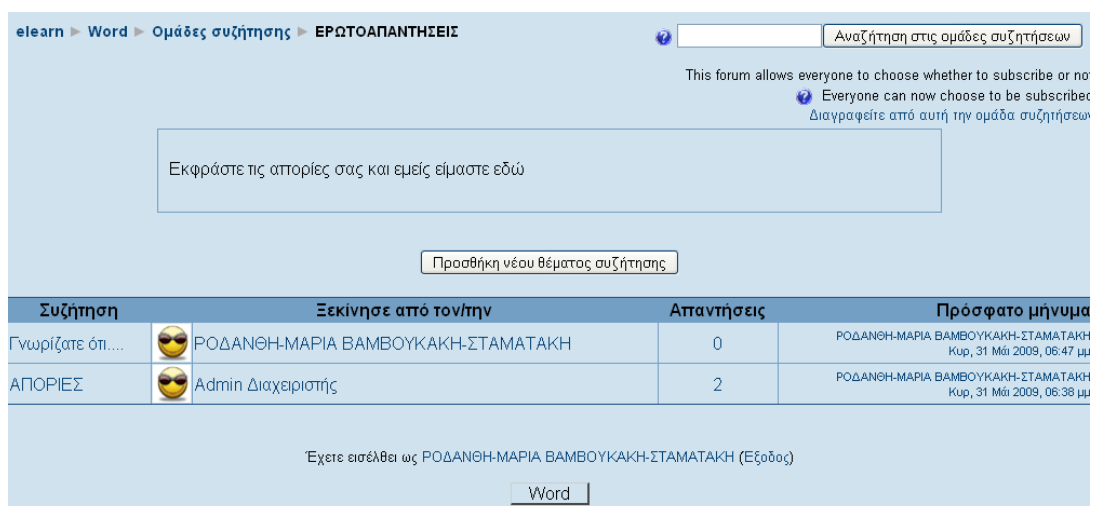 elearn ► Word ► Ομάδες συζήτησης ► ΕΡΩΤΟΑΠΑΝΤΗΣΕΙΣ
Αναζήτηση στις ομάδες συζητήσεων
This forum allows everyone to choose whether to subscribe or not
Everyone can now choose to be subscribed
Διαγραφείτε από αυτή την ομάδα συζητήσεων
Εκφράστε τις απορίες σας και εμείς είμαστε εδώ
Προσθήκη νέου θέματος συζήτησης
Συζήτηση Ξεκίνησε από τον/την Απαντήσεις Πρόσφατο μήνυμα
Γνωρίζατε ότι.... ΡΟΔΑΝΘΗ-ΜΑΡΙΑ ΒΑΜΒΟΥΚΑΚΗ-ΣΤΑΜΑΤΑΚΗ 0 ΡΟΔΑΝΘΗ-ΜΑΡΙΑ ΒΑΜΒΟΥΚΑΚΗ-ΣΤΑΜΑΤΑΚΗ
Κυρ, 31 Μάι 2009, 06:47 μμ
ΑΠΟΡΙΕΣ Admin Διαχειριστής 2 ΡΟΔΑΝΘΗ-ΜΑΡΙΑ ΒΑΜΒΟΥΚΑΚΗ-ΣΤΑΜΑΤΑΚΗ
Κυρ, 31 Μάι 2009, 06:38 μμ
Έχετε εισέλθει ως ΡΟΔΑΝΘΗ-ΜΑΡΙΑ ΒΑΜΒΟΥΚΑΚΗ-ΣΤΑΜΑΤΑΚΗ (Έξοδος)
Word